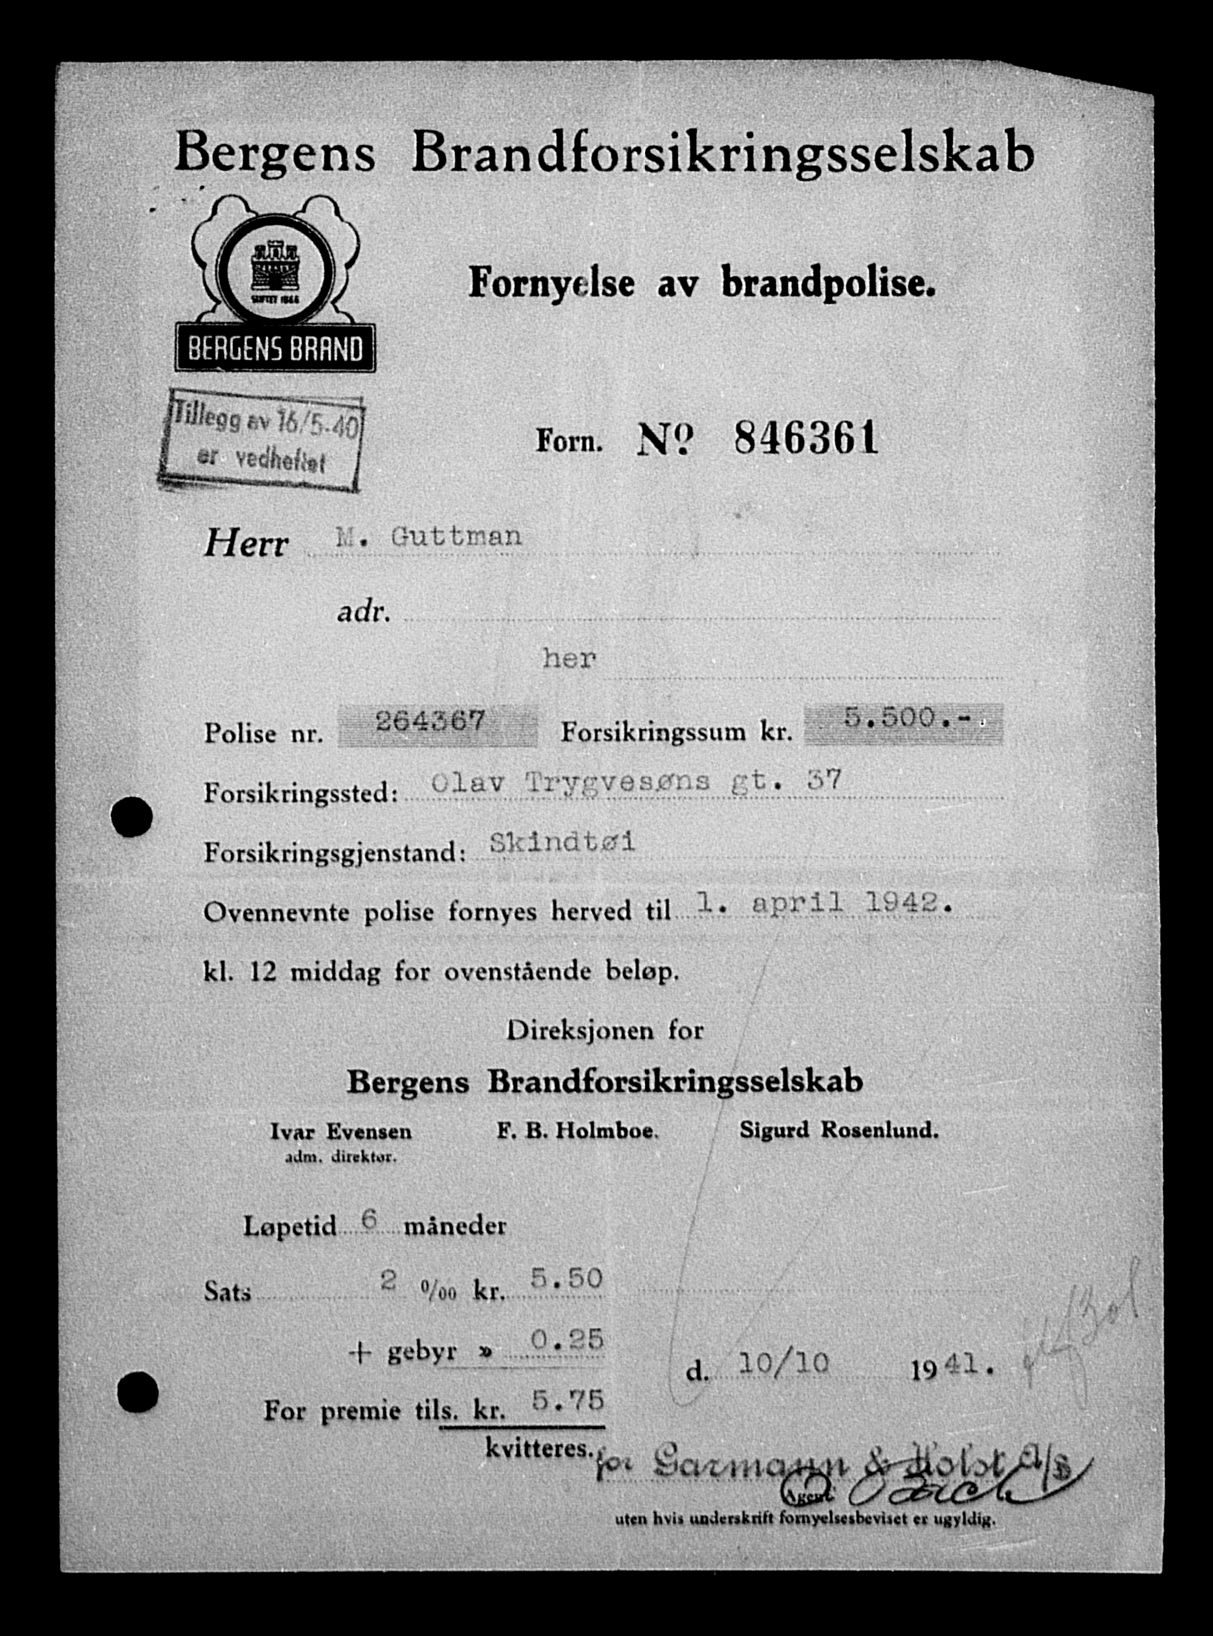 Bergens Brandforsikringsselskab
STIFTET 1866
BERGENS BRAND
Fornyelse av brandpolise.
Tillegg av 16/5-40
er vedheftet
Forn. No. 846361
Herr M. Guttman
adr.
her
Polise nr. 264367 Forsikringssum kr. 5.500.-
Forsikringssted: Olav Trygvesøns gt. 37
Forsikringsgjenstand: Skindtøi
Ovennevnte polise fornyes herved til 1. april 1942.
kl. 12 middag for ovenstående beløp.
Direksjonen for
Bergens Brandforsikringsselskab
Ivar Evensen F. B. Holmboe. Sigurd Rosenlund.
adm. direktør.
Løpetid 6 måneder
Sats 2 0/00 kr. 5.50
+ gebyr » 0.25
d. 10/10 1941.
For premie tils. kr. 5.75
kvitteres.
for Garmann & Holst A/S
Agent
uten hvis underskrift fornyelsesbeviset er ugyldig.